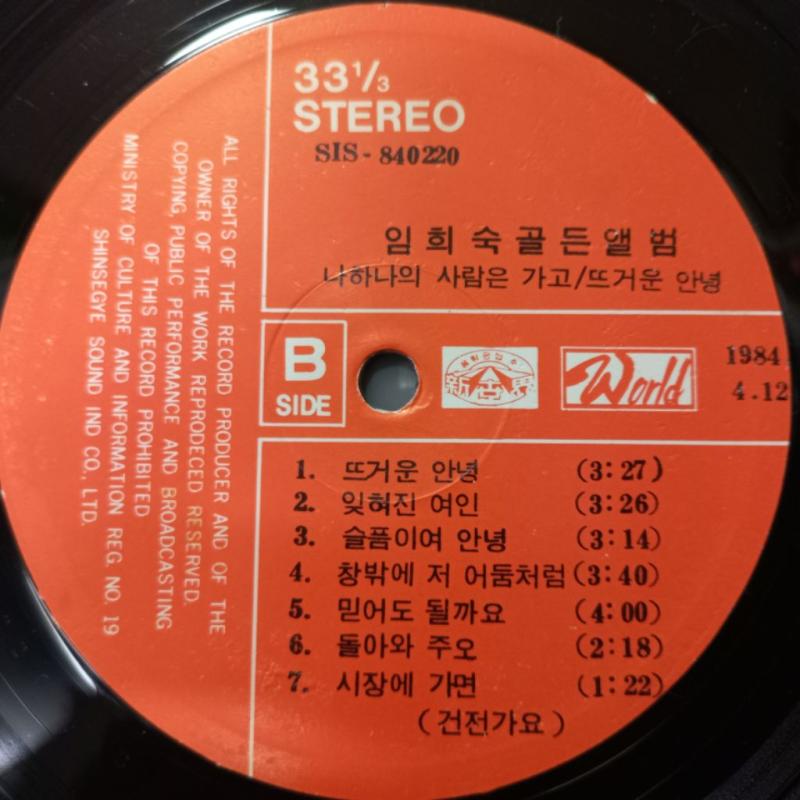 33 1/3
STEREO
SIS-840220
임희숙골든앨범
나하나의 사람은 가고/뜨거운 안녕
B
SIDE
World
1984
4.12
1. 뜨거운 안녕 (3:27)
2. 잊혀진 여인 (3:26)
3. 슬픔이여 안녕 (3:14)
4. 창밖에 저 어둠처럼 (3:40)
5. 믿어도 될까요 (4:00)
6. 돌아와 주오 (2:18)
7. 시장에 가면 (1:22)
(건전가요)
ALL RIGHTS OF THE RECORD PRODUCER AND OF THE
OWNER OF THE WORK REPRODECED RESERVED.
COPYING, PUBLIC PERFORMANCE AND BROADCASTING
OF THIS RECORD PROHIBITED
MINISTRY OF CULTURE AND INFORMATION REG. NO. 19
SHINSEGYE SOUND IND CO., LTD.